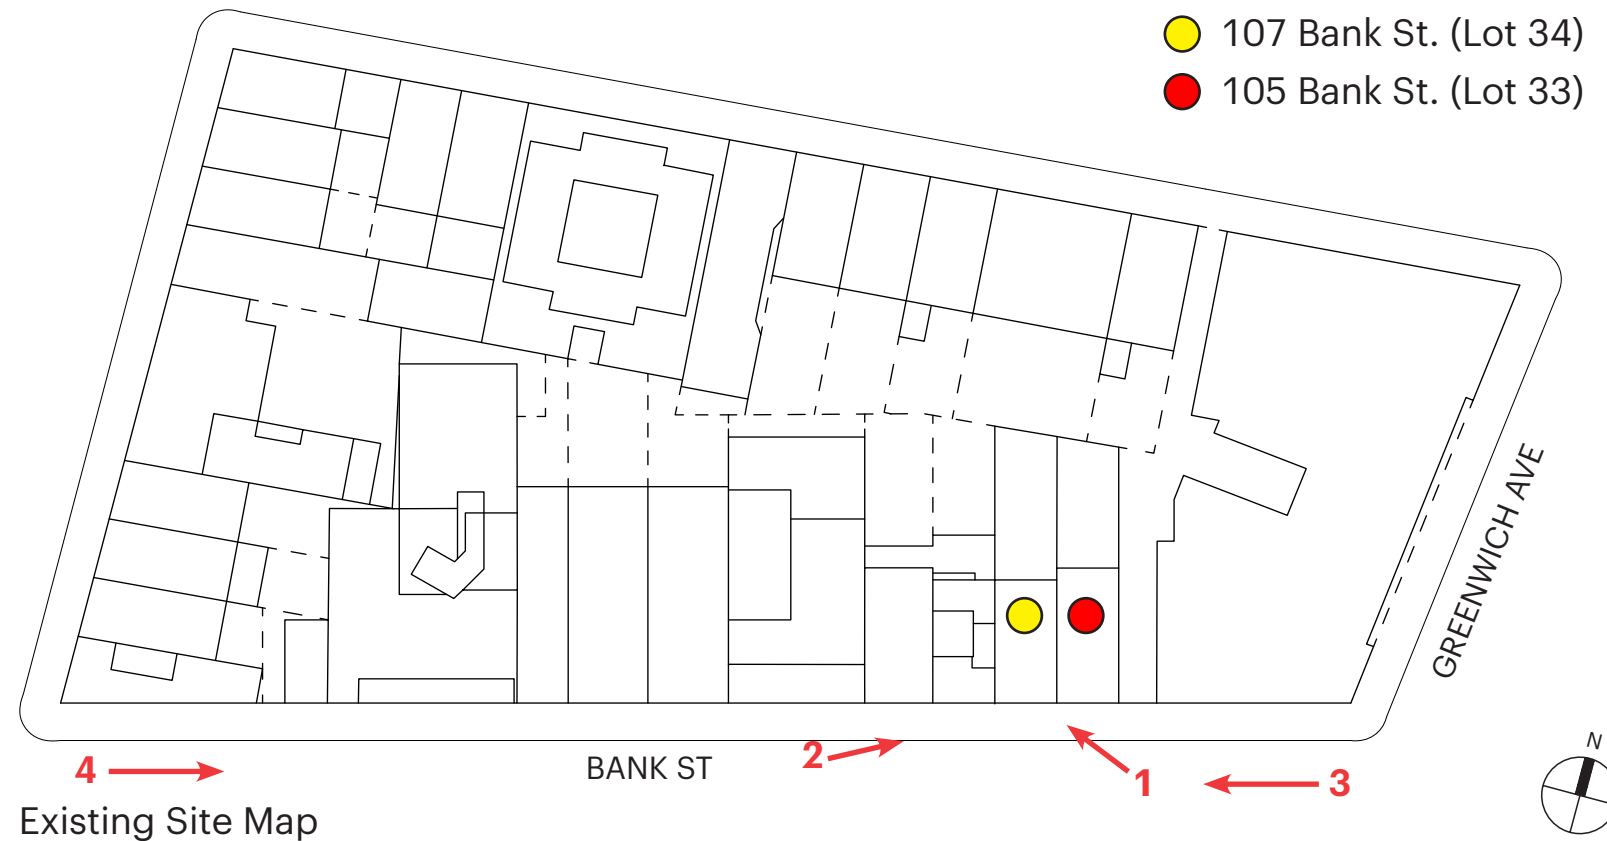 107 Bank St. (Lot 34)
105 Bank St. (Lot 33)
GREENWICH AVE
N
2
BANK ST
4
1
3
Existing Site Map